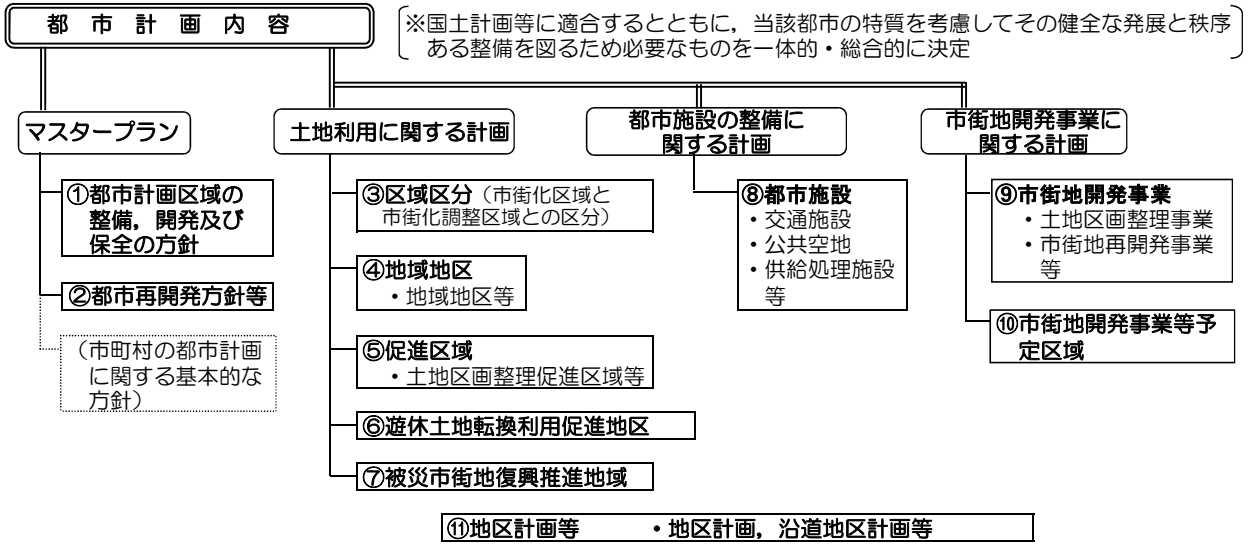 都市計画内容
※国土計画等に適合するとともに，当該都市の特質を考慮してその健全な発展と秩序
ある整備を図るため必要なものを一体的・総合的に決定
マスタープラン
①都市計画区域の
整備，開発及び
保全の方針
②都市再開発方針等
（市町村の都市計画
に関する基本的な
方針）
土地利用に関する計画
③区域区分（市街化区域と
市街化調整区域との区分）
④地域地区
・地域地区等
⑤促進区域
・土地区画整理促進区域等
⑥遊休土地転換利用促進地区
⑦被災市街地復興推進地域
都市施設の整備に
関する計画
⑧都市施設
・交通施設
・公共空地
・供給処理施設
等
市街地開発事業に
関する計画
⑨市街地開発事業
・土地区画整理事業
・市街地再開発事業
等
⑩市街地開発事業等予
定区域
⑪地区計画等　・地区計画，沿道地区計画等